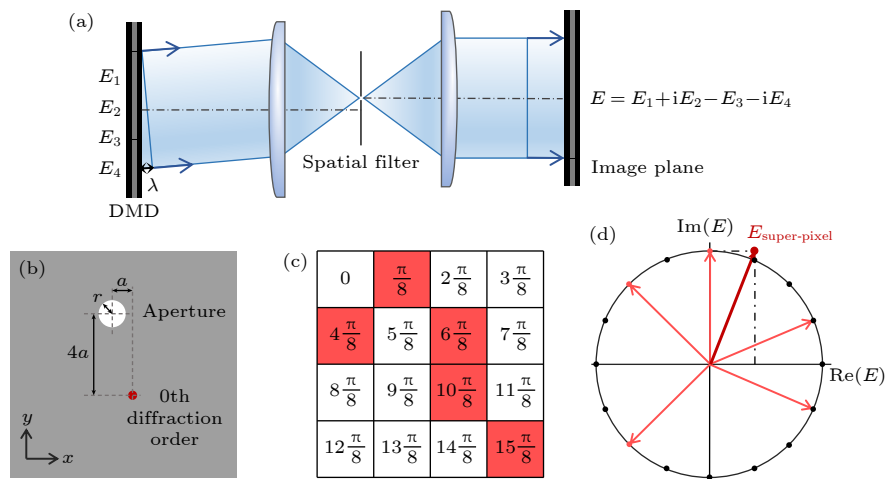 (a)
E₁
E₂
E₃
E₄
λ
DMD
Spatial filter
E = E₁+iE₂−E₃−iE₄
Image plane
(b)
a
r
Aperture
4a
0th
diffraction
order
y
x
(c)
0 π/8 2π/8 3π/8
4π/8 5π/8 6π/8 7π/8
8π/8 9π/8 10π/8 11π/8
12π/8 13π/8 14π/8 15π/8
(d)
Im(E)
E super-pixel
Re(E)